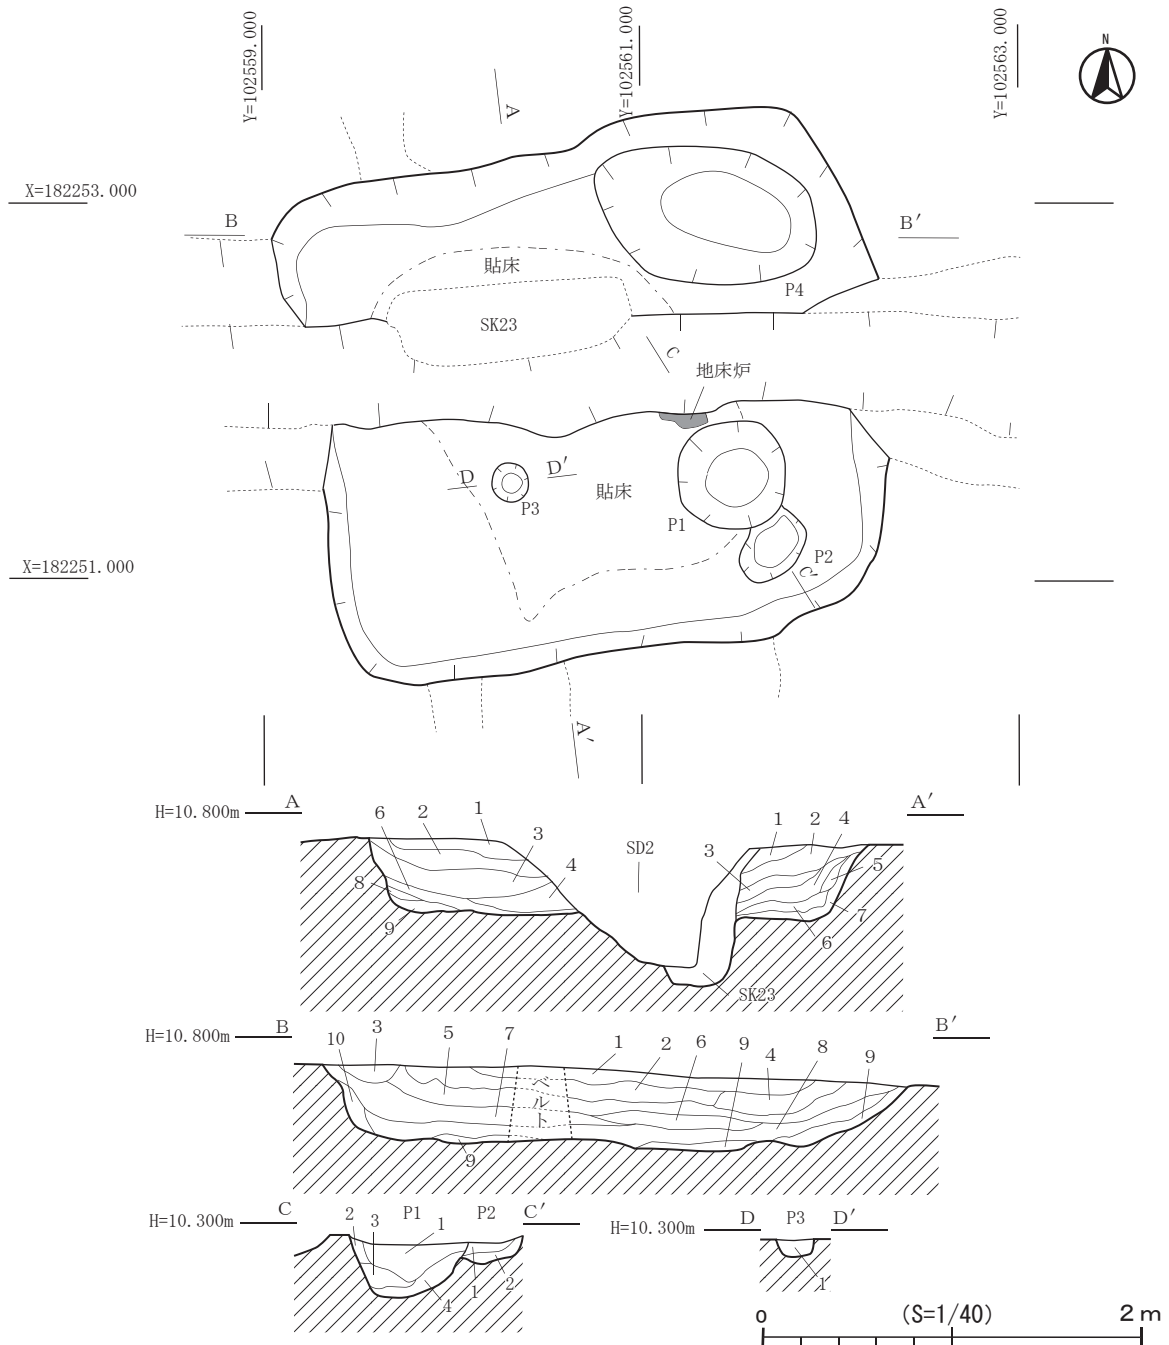 Y=102559.000
Y=102561.000
Y=102563.000
N
A
X=182253.000
B
B′
貼床
P4
SK23
C
地床炉
D
D′
貼床
P3
P1
P2
C′
X=182251.000
A′
H=10.800m
A
6
2
1
3
4
SD2
3
1
2
4
A′
5
8
9
7
6
SK23
H=10.800m
B
10
3
5
7
1
2
6
9
4
8
9
B′
ベルト
9
H=10.300m
C
2
3
P1
1
P2
C′
4
1
2
H=10.300m
D
P3
D′
1
0
(S=1/40)
2m